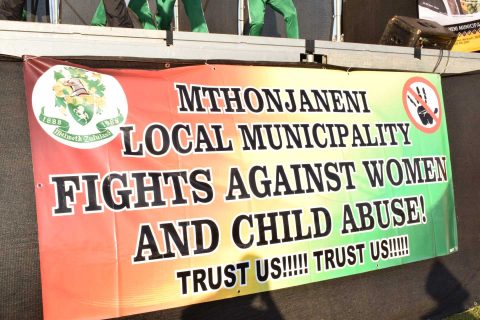 MTHONJANENI
LOCAL MUNICIPALITY
FIGHTS AGAINST WOMEN
AND CHILD ABUSE!
TRUST US!!!!! TRUST US!!!!!